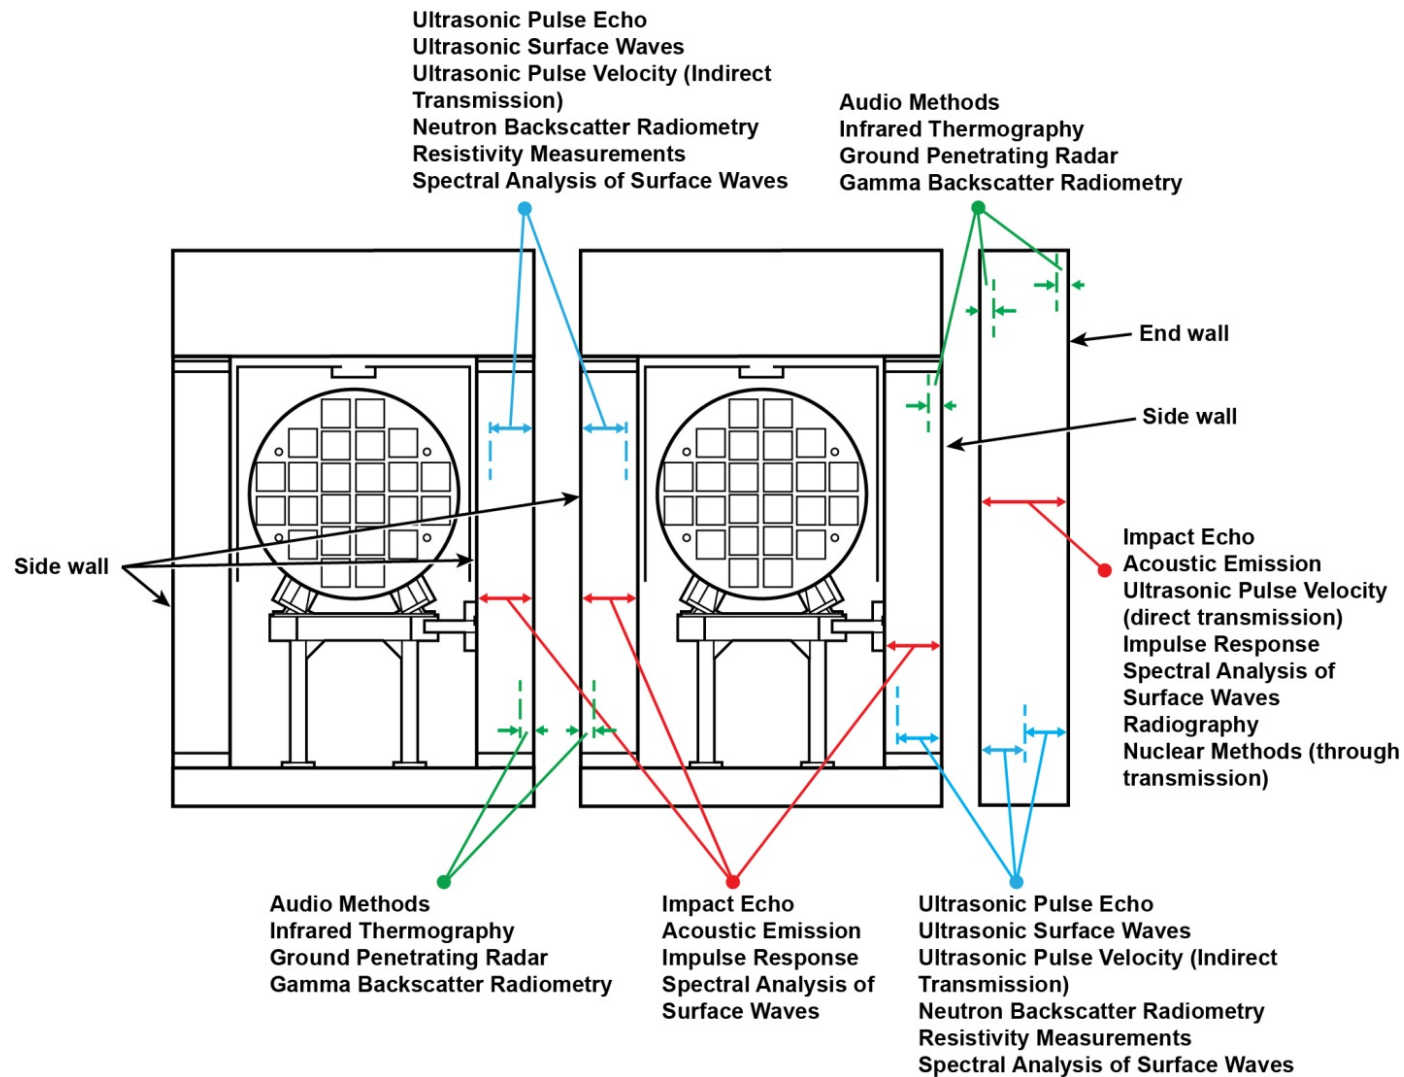 Ultrasonic Pulse Echo
Ultrasonic Surface Waves
Ultrasonic Pulse Velocity (Indirect
Transmission)
Neutron Backscatter Radiometry
Resistivity Measurements
Spectral Analysis of Surface Waves
Audio Methods
Infrared Thermography
Ground Penetrating Radar
Gamma Backscatter Radiometry
End wall
Side wall
Side wall
Impact Echo
Acoustic Emission
Ultrasonic Pulse Velocity
(direct transmission)
Impulse Response
Spectral Analysis of
Surface Waves
Radiography
Nuclear Methods (through
transmission)
Audio Methods
Infrared Thermography
Ground Penetrating Radar
Gamma Backscatter Radiometry
Impact Echo
Acoustic Emission
Impulse Response
Spectral Analysis of
Surface Waves
Ultrasonic Pulse Echo
Ultrasonic Surface Waves
Ultrasonic Pulse Velocity (Indirect
Transmission)
Neutron Backscatter Radiometry
Resistivity Measurements
Spectral Analysis of Surface Waves